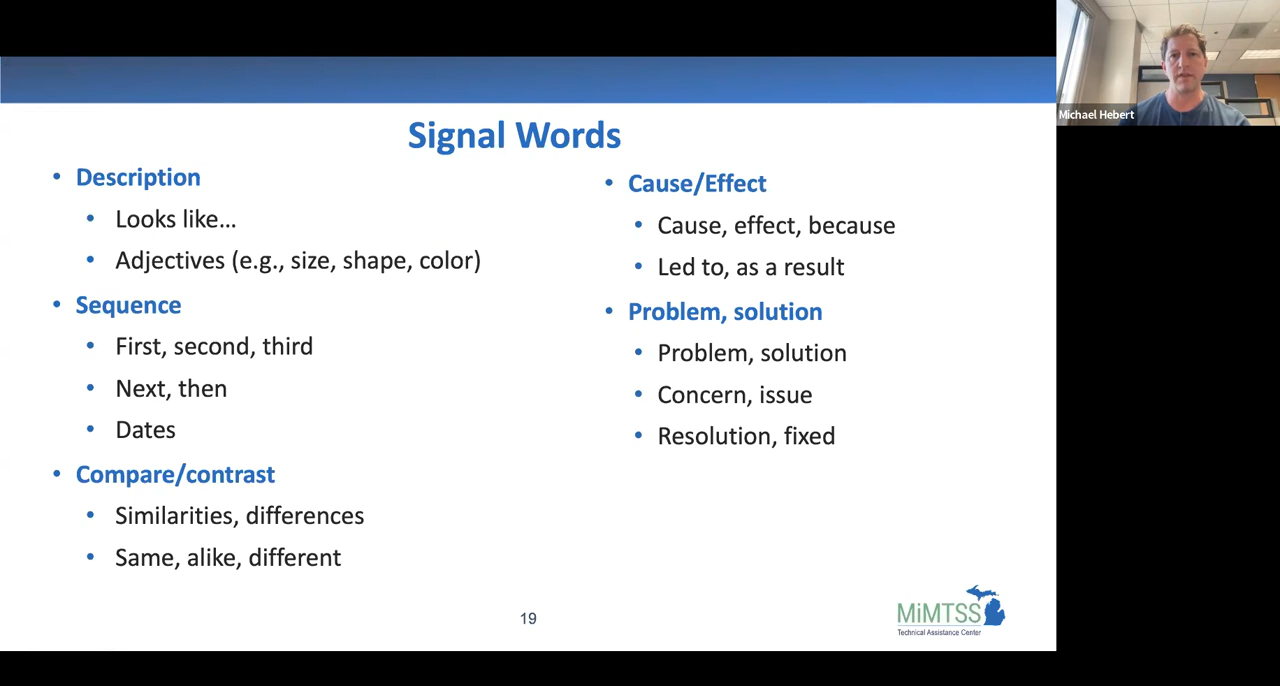 Signal Words
Description
Looks like...
Adjectives (e.g., size, shape, color)
Sequence
First, second, third
Next, then
Dates
Compare/contrast
Similarities, differences
Same, alike, different
Cause/Effect
Cause, effect, because
Led to, as a result
Problem, solution
Problem, solution
Concern, issue
Resolution, fixed
19
MiMTSS
Technical Assistance Center
Michael Hebert